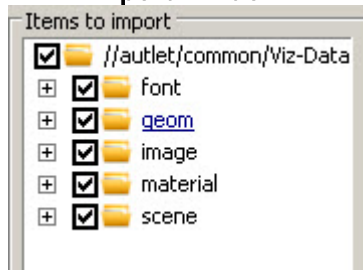 Items to import
//autlet/common/Viz-Data
font
geom
image
material
scene